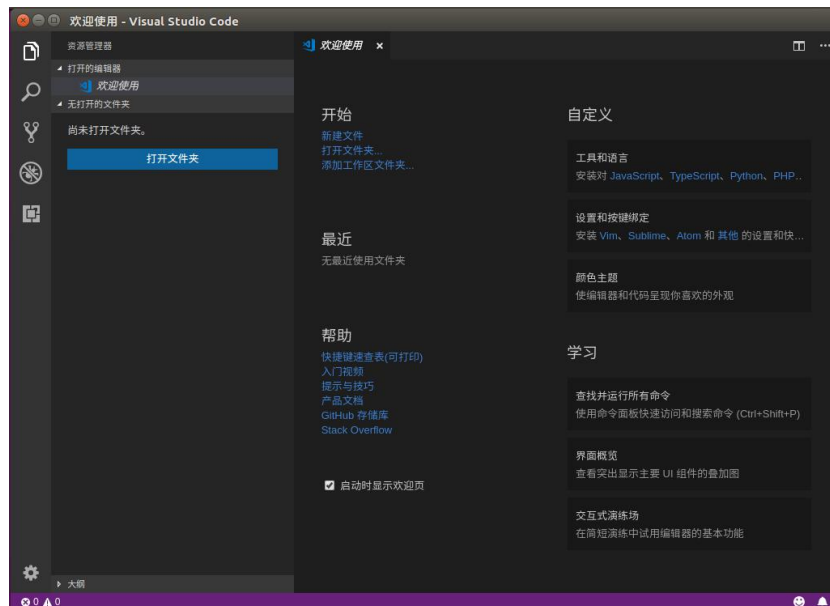 欢迎使用 - Visual Studio Code
资源管理器
打开的编辑器
欢迎使用
无打开的文件夹
尚未打开文件夹。
打开文件夹
大纲
0 0
欢迎使用 ×
开始
新建文件
打开文件夹...
添加工作区文件夹...
最近
无最近使用文件夹
帮助
快捷键速查表(可打印)
入门视频
提示与技巧
产品文档
GitHub 存储库
Stack Overflow
启动时显示欢迎页
自定义
工具和语言
安装对 JavaScript、TypeScript、Python、PHP...
设置和按键绑定
安装 Vim、Sublime、Atom 和 其他 的设置和快...
颜色主题
使编辑器和代码呈现你喜欢的外观
学习
查找并运行所有命令
使用命令面板快速访问和搜索命令 (Ctrl+Shift+P)
界面概览
查看突出显示主要 UI 组件的叠加图
交互式演练场
在简短演练中试用编辑器的基本功能